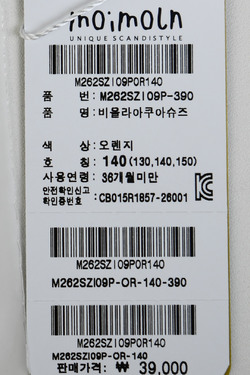 moimoln
UNIQUE SCANDISTYLE
M262SZI09POR140
품 번: M262SZI09P-390
품 명: 비올라아쿠아슈즈
색 상: 오렌지
호 칭: 140(130,140,150)
사용연령: 36개월미만
안전확인신고
확인증번호: CB015R1857-26001
M262SZI09POR140
M262SZI09P-OR-140-390
M262SZI09POR140
M262SZI09P-OR-140
판매가격: ₩ 39,000